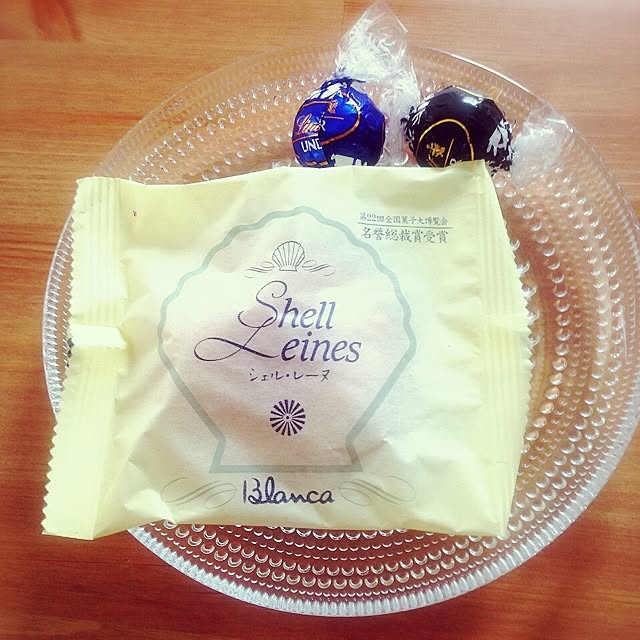 Lindt
UND
第22回全国菓子大博覧会
名誉総裁賞受賞
Shell
Leines
シェル・レーヌ
Blanca